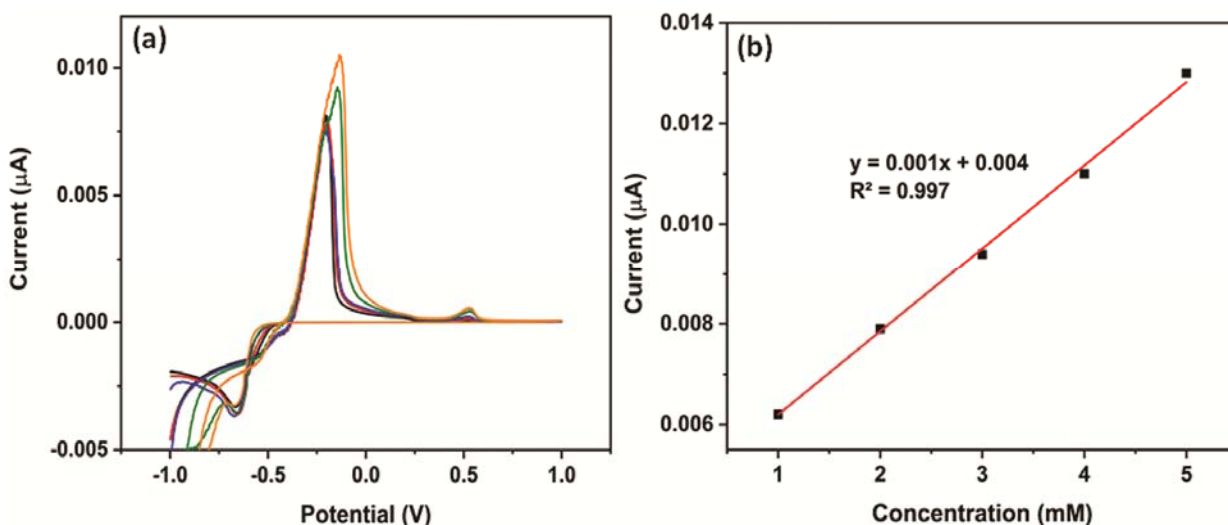 (a)
0.010
0.005
0.000
-0.005
Current (μA)
-1.0 -0.5 0.0 0.5 1.0
Potential (V)
(b)
0.014
0.012
0.010
0.008
0.006
Current (μA)
y = 0.001x + 0.004
R² = 0.997
1 2 3 4 5
Concentration (mM)